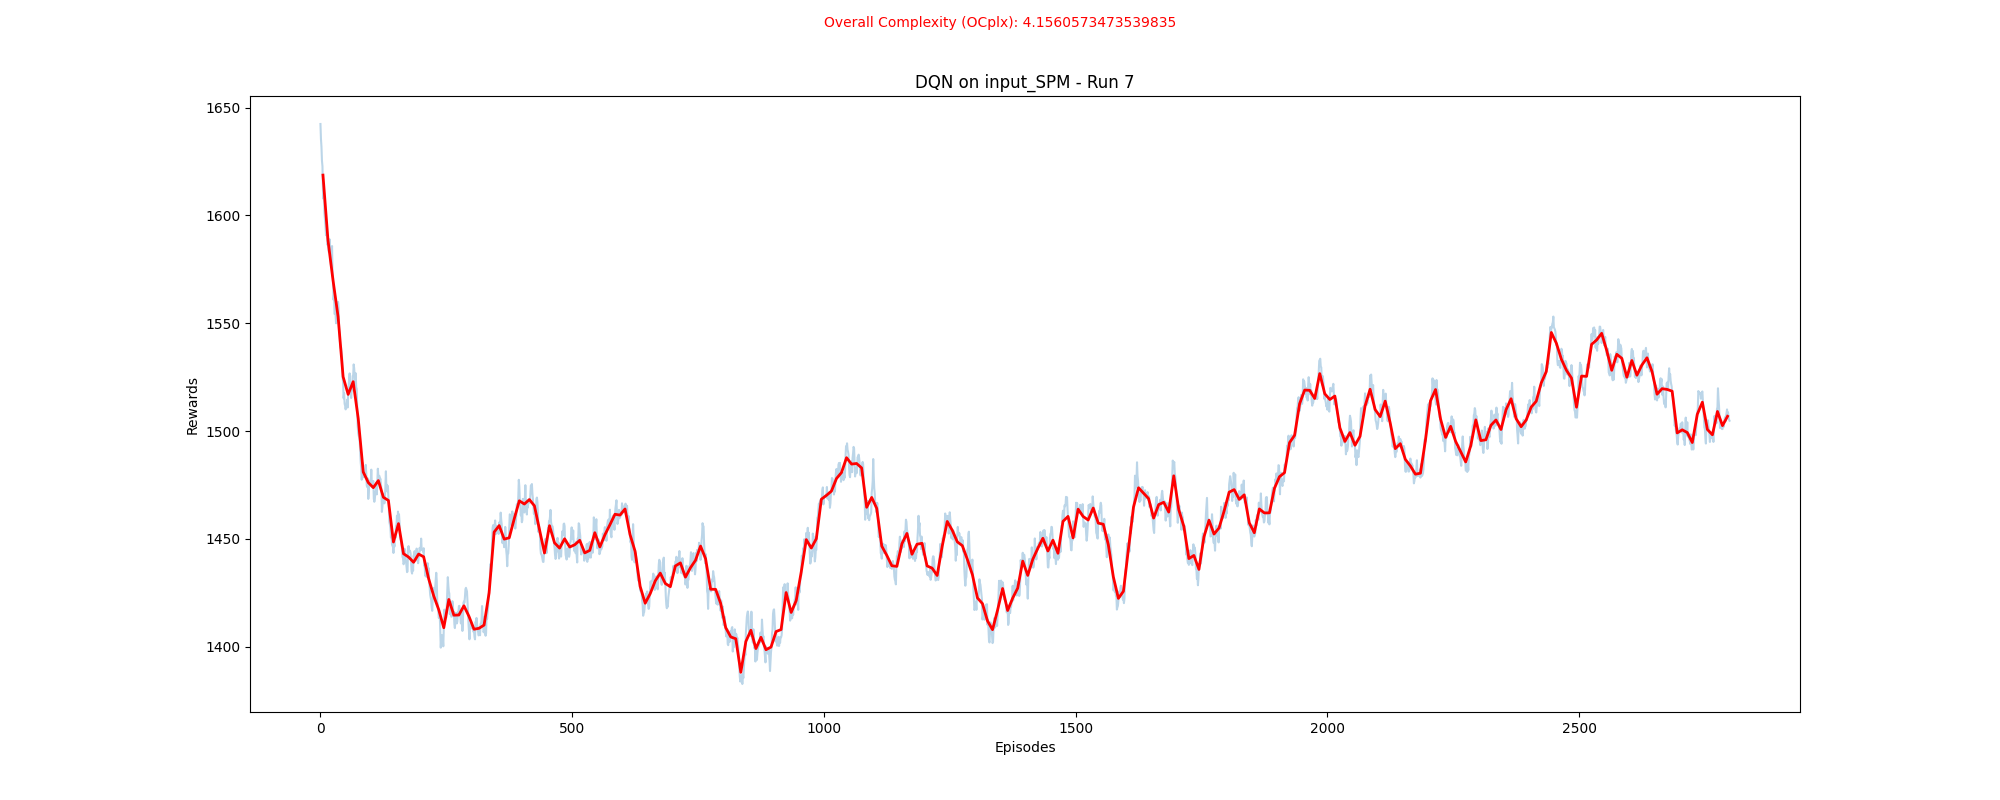 Overall Complexity (OCplx): 4.1560573473539835
DQN on input_SPM - Run 7
1650
1600
1550
1500
1450
1400
Rewards
0 500 1000 1500 2000 2500
Episodes